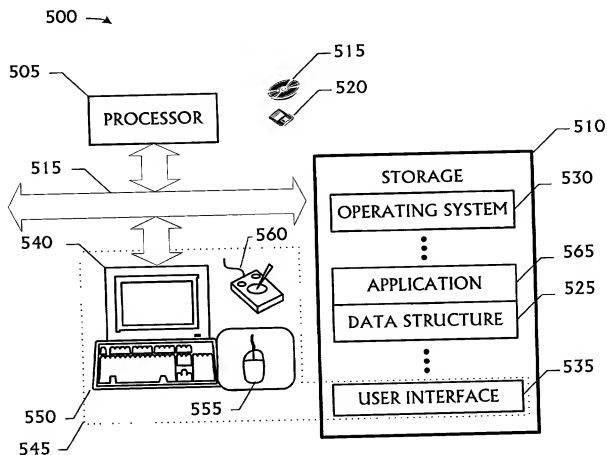 500
515
505
520
PROCESSOR
510
515
STORAGE
530
OPERATING SYSTEM
540
560
565
APPLICATION
525
DATA STRUCTURE
535
USER INTERFACE
550
555
545